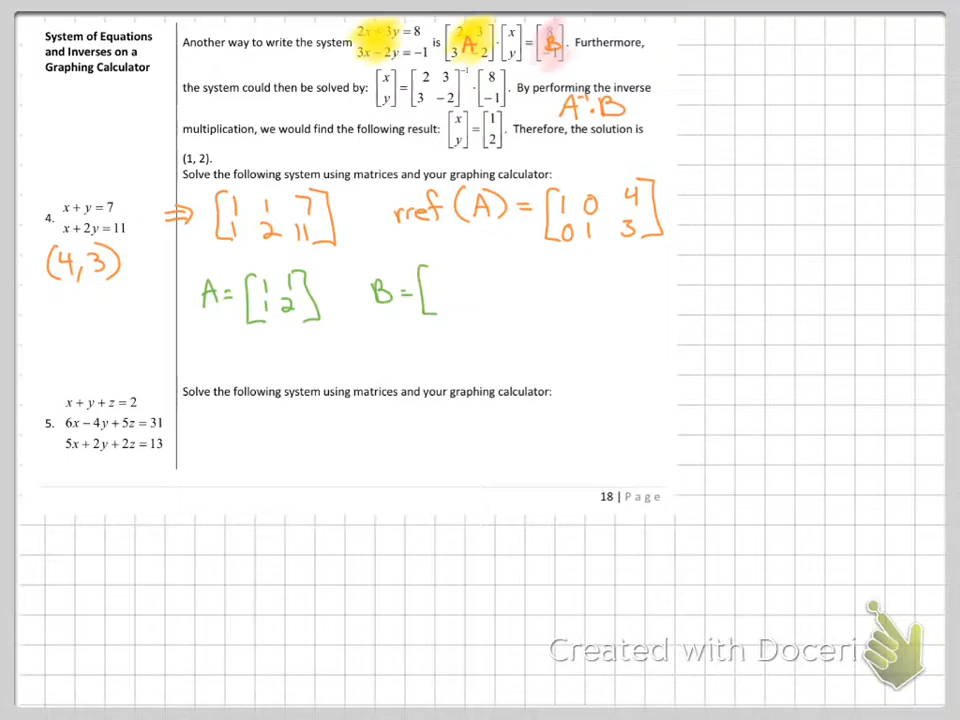 System of Equations
and Inverses on a
Graphing Calculator
Another way to write the system 2x + 3y = 8 3x − 2y = −1 is [2 3 3 −2] · [x y] = [8 −1]. Furthermore,
A B
the system could then be solved by: [x y] = [2 3 3 −2]⁻¹ · [8 −1]. By performing the inverse
A⁻¹·B
multiplication, we would find the following result: [x y] = [1 2]. Therefore, the solution is
(1, 2).
Solve the following system using matrices and your graphing calculator:
4. x + y = 7
x + 2y = 11
(4, 3)
⇒ [1 1 7
1 2 11]
rref (A) = [1 0 4
0 1 3]
A = [1 1
1 2]
B = [
Solve the following system using matrices and your graphing calculator:
x + y + z = 2
5. 6x − 4y + 5z = 31
5x + 2y + 2z = 13
18 | Page
Created with Doceri